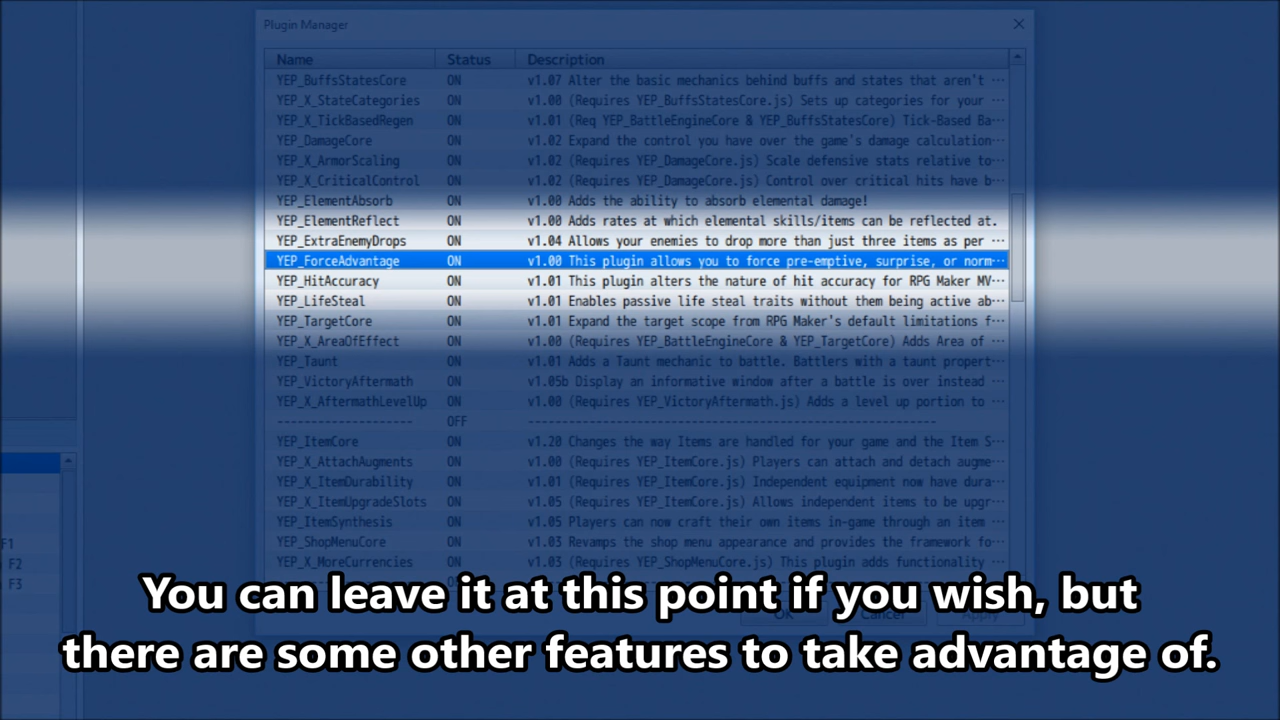 Plugin Manager
Name Status Description
YEP_BuffsStatesCore ON v1.07 Alter the basic mechanics behind buffs and states that aren't ···
YEP_X_StateCategories ON v1.00 (Requires YEP_BuffsStatesCore.js) Sets up categories for your ···
YEP_X_TickBasedRegen ON v1.01 (Req YEP_BattleEngineCore & YEP_BuffsStatesCore) Tick-Based Ba···
YEP_DamageCore ON v1.02 Expand the control you have over the game's damage calculation···
YEP_X_ArmorScaling ON v1.02 (Requires YEP_DamageCore.js) Scale defensive stats relative to···
YEP_X_CriticalControl ON v1.02 (Requires YEP_DamageCore.js) Control over critical hits have b···
YEP_ElementAbsorb ON v1.00 Adds the ability to absorb elemental damage!
YEP_ElementReflect ON v1.00 Adds rates at which elemental skills/items can be reflected at.
YEP_ExtraEnemyDrops ON v1.04 Allows your enemies to drop more than just three items as per ···
YEP_ForceAdvantage ON v1.00 This plugin allows you to force pre-emptive, surprise, or norm···
YEP_HitAccuracy ON v1.01 This plugin alters the nature of hit accuracy for RPG Maker MV···
YEP_LifeSteal ON v1.01 Enables passive life steal traits without them being active ab···
YEP_TargetCore ON v1.01 Expand the target scope from RPG Maker's default limitations f···
YEP_X_AreaOfEffect ON v1.00 (Requires YEP_BattleEngineCore & YEP_TargetCore) Adds Area of ···
YEP_Taunt ON v1.01 Adds a Taunt mechanic to battle. Battlers with a taunt propert···
YEP_VictoryAftermath ON v1.05b Display an informative window after a battle is over instead ···
YEP_X_AftermathLevelUp ON v1.00 (Requires YEP_VictoryAftermath.js) Adds a level up portion to ···
------------------- OFF --------------------------------------------------
YEP_ItemCore ON v1.20 Changes the way Items are handled for your game and the Item S···
YEP_X_AttachAugments ON v1.00 (Requires YEP_ItemCore.js) Players can attach and detach augme···
YEP_X_ItemDurability ON v1.01 (Requires YEP_ItemCore.js) Independent equipment now have dura···
YEP_X_ItemUpgradeSlots ON v1.05 (Requires YEP_ItemCore.js) Allows independent items to be upgr···
YEP_ItemSynthesis ON v1.05 Players can now craft their own items in-game through an item ···
YEP_ShopMenuCore ON v1.03 Revamps the shop menu appearance and provides the framework fo···
YEP_X_MoreCurrencies ON v1.03 (Requires YEP_ShopMenuCore.js) This plugin adds functionality ···
F1
F2
F3
OK Cancel Apply
You can leave it at this point if you wish, but
there are some other features to take advantage of.